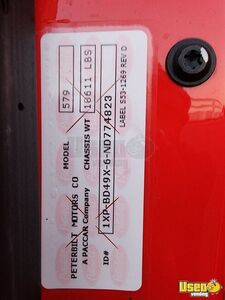 PETERBILT MOTORS CO
A PACCAR Company
ID#
MODEL
579
CHASSIS WT
18611 LBS
1XP-BD49X-6-ND774823
LABEL S53-1269 REV D
Used
Vending